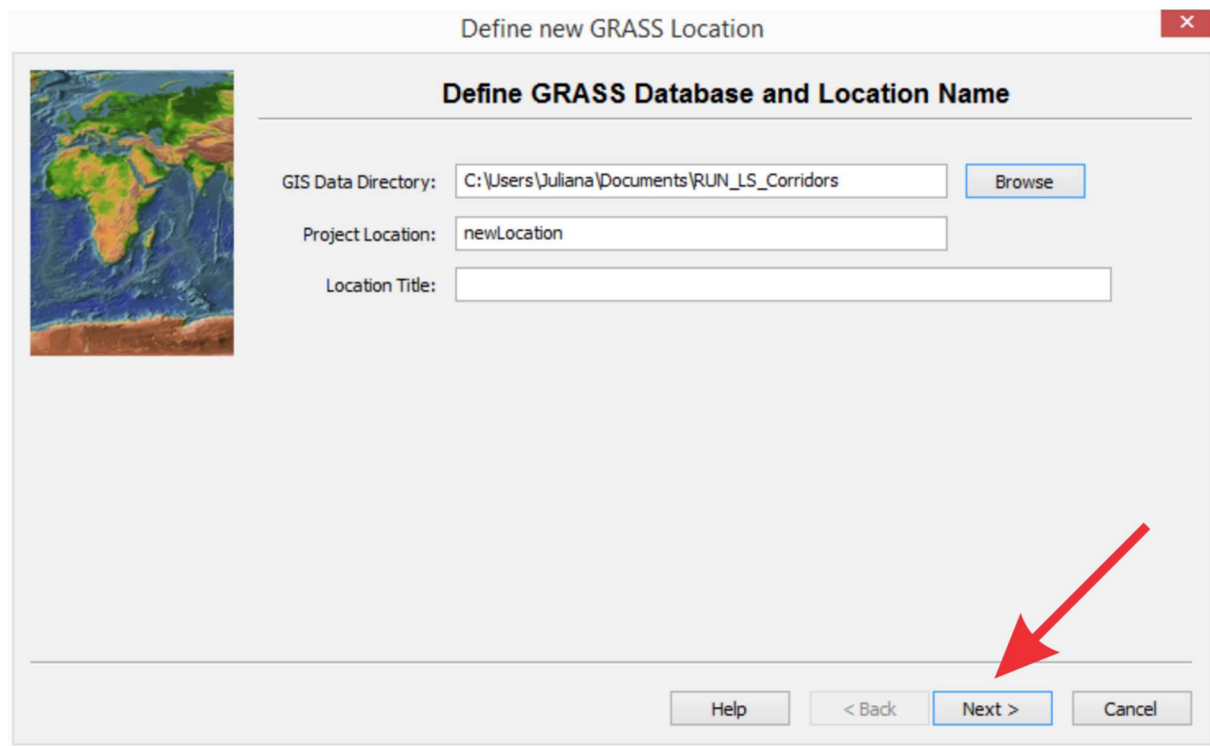 Define new GRASS Location
Define GRASS Database and Location Name
GIS Data Directory: C:\Users\Juliana\Documents\RUN_LS_Corridors Browse
Project Location: newLocation
Location Title:
Help < Back Next > Cancel